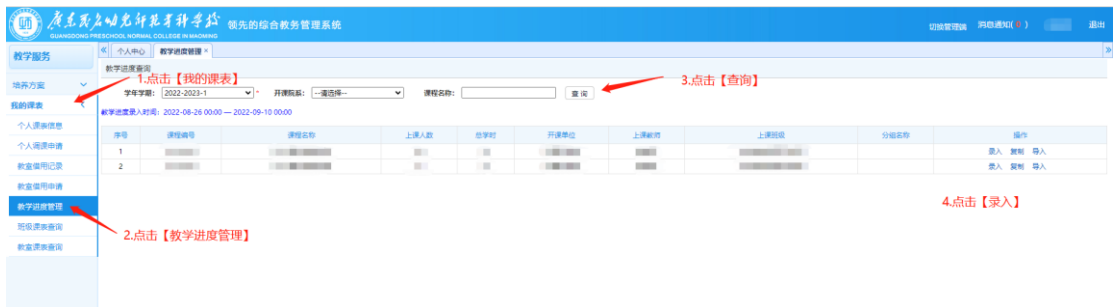 广东茂名幼儿师范专科学校 领先的综合教务管理系统
GUANGDONG PRESCHOOL NORMAL COLLEGE IN MAOMING
切换管理端 消息通知(0) 退出
教学服务
个人中心 教学进度管理 ×
教学进度查询
培养方案
1.点击【我的课表】
3.点击【查询】
学年学期: 2022-2023-1 * 开课院系: --请选择-- 课程名称: 查 询
我的课表
教学进度录入时间: 2022-08-26 00:00 — 2022-09-10 00:00
个人课表信息
序号 课程编号 课程名称 上课人数 总学时 开课单位 上课教师 上课班级 分组名称 操作
个人调课申请
1 录入 复制 导入
教室借用记录
2 录入 复制 导入
教室借用申请
教学进度管理
4.点击【录入】
班级课表查询
2.点击【教学进度管理】
教室课表查询